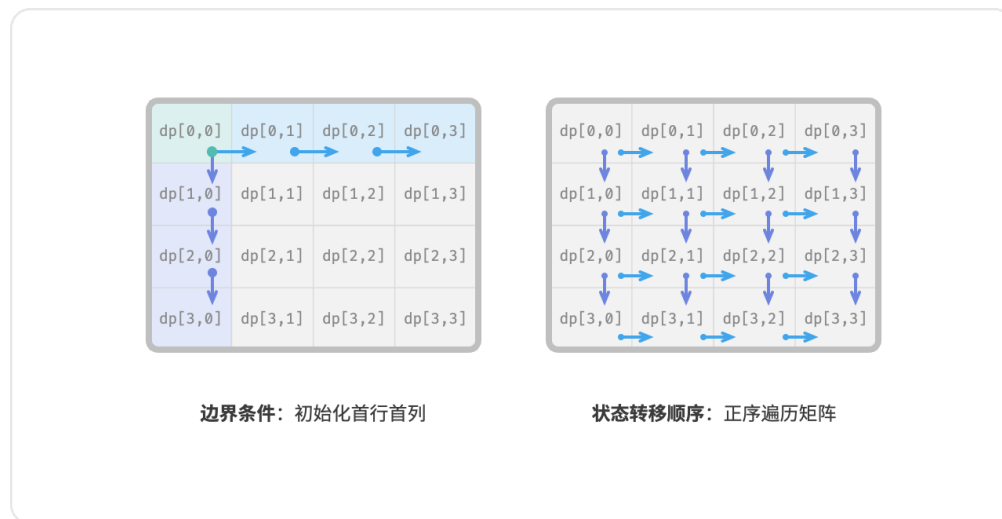 dp[0,0] dp[0,1] dp[0,2] dp[0,3]
dp[1,0] dp[1,1] dp[1,2] dp[1,3]
dp[2,0] dp[2,1] dp[2,2] dp[2,3]
dp[3,0] dp[3,1] dp[3,2] dp[3,3]
边界条件：初始化首行首列
dp[0,0] dp[0,1] dp[0,2] dp[0,3]
dp[1,0] dp[1,1] dp[1,2] dp[1,3]
dp[2,0] dp[2,1] dp[2,2] dp[2,3]
dp[3,0] dp[3,1] dp[3,2] dp[3,3]
状态转移顺序：正序遍历矩阵